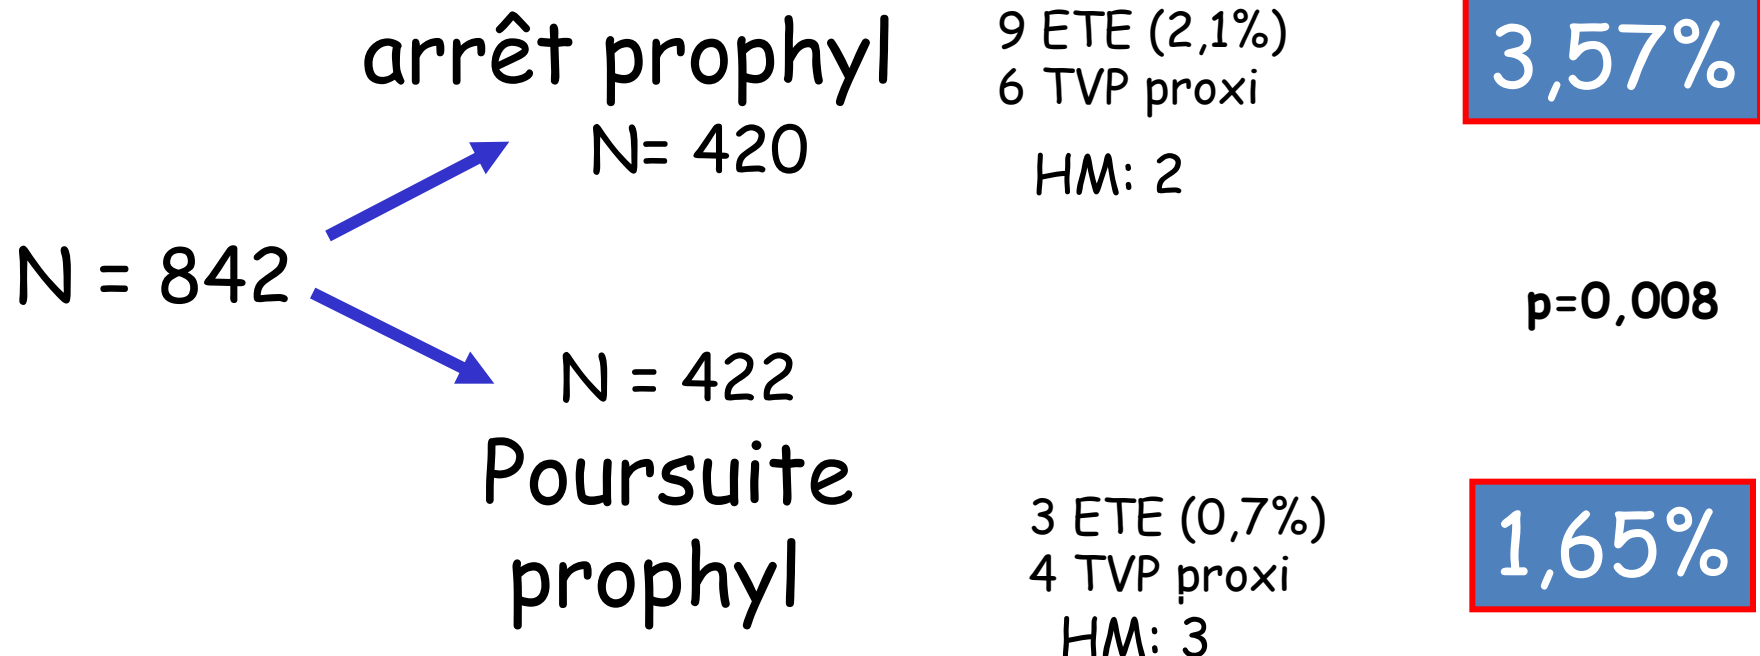 arrêt prophyl
N= 420
9 ETE (2,1%)
6 TVP proxi
HM: 2
3,57%
N = 842
p=0,008
N = 422
Poursuite
prophyl
3 ETE (0,7%)
4 TVP proxi
HM: 3
1,65%